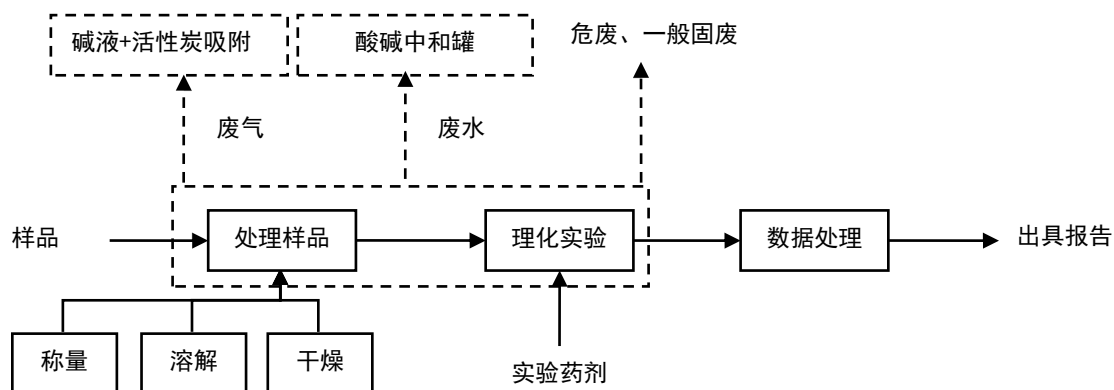 碱液+活性炭吸附
酸碱中和罐
危废、一般固废
废气
废水
样品
处理样品
理化实验
数据处理
出具报告
称量
溶解
干燥
实验药剂